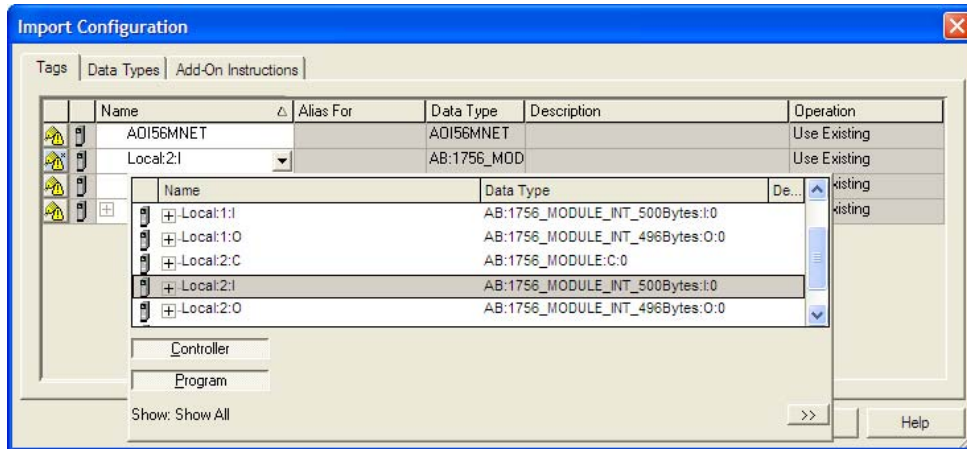 Import Configuration
Tags Data Types Add-On Instructions
Name Alias For Data Type Description Operation
AOI56MNET AOI56MNET Use Existing
Local:2:I AB:1756_MOD Use Existing
Name Data Type De... xisting
Local:1:I AB:1756_MODULE_INT_500Bytes:I:0 xisting
Local:1:O AB:1756_MODULE_INT_496Bytes:O:0
Local:2:C AB:1756_MODULE:C:0
Local:2:I AB:1756_MODULE_INT_500Bytes:I:0
Local:2:O AB:1756_MODULE_INT_496Bytes:O:0
Controller
Program
Show: Show All >>
Help